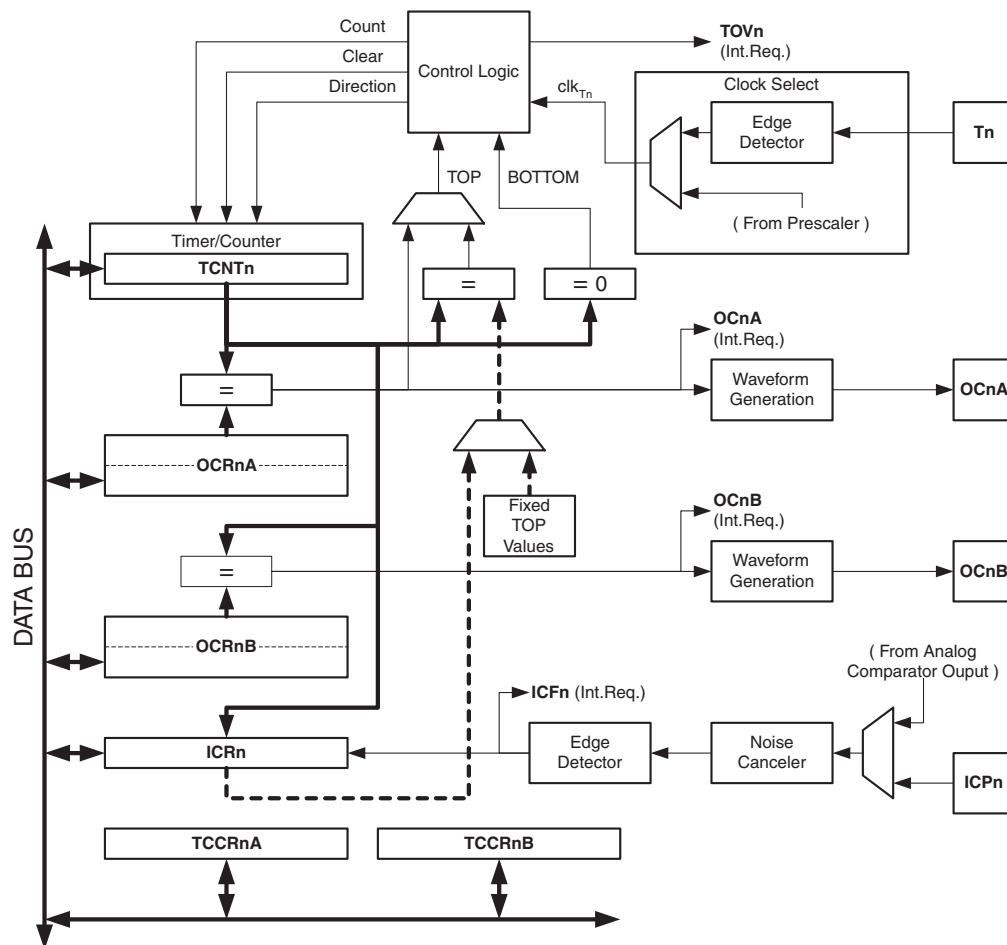 Count
Clear
Direction
Control Logic
TOVn
(Int.Req.)
clkTn
Clock Select
Edge
Detector
Tn
( From Prescaler )
TOP
BOTTOM
Timer/Counter
TCNTn
=
= 0
OCnA
(Int.Req.)
=
Waveform
Generation
OCnA
OCRnA
Fixed
TOP
Values
OCnB
(Int.Req.)
=
Waveform
Generation
OCnB
OCRnB
DATA BUS
( From Analog
Comparator Ouput )
ICFn (Int.Req.)
ICRn
Edge
Detector
Noise
Canceler
ICPn
TCCRnA
TCCRnB